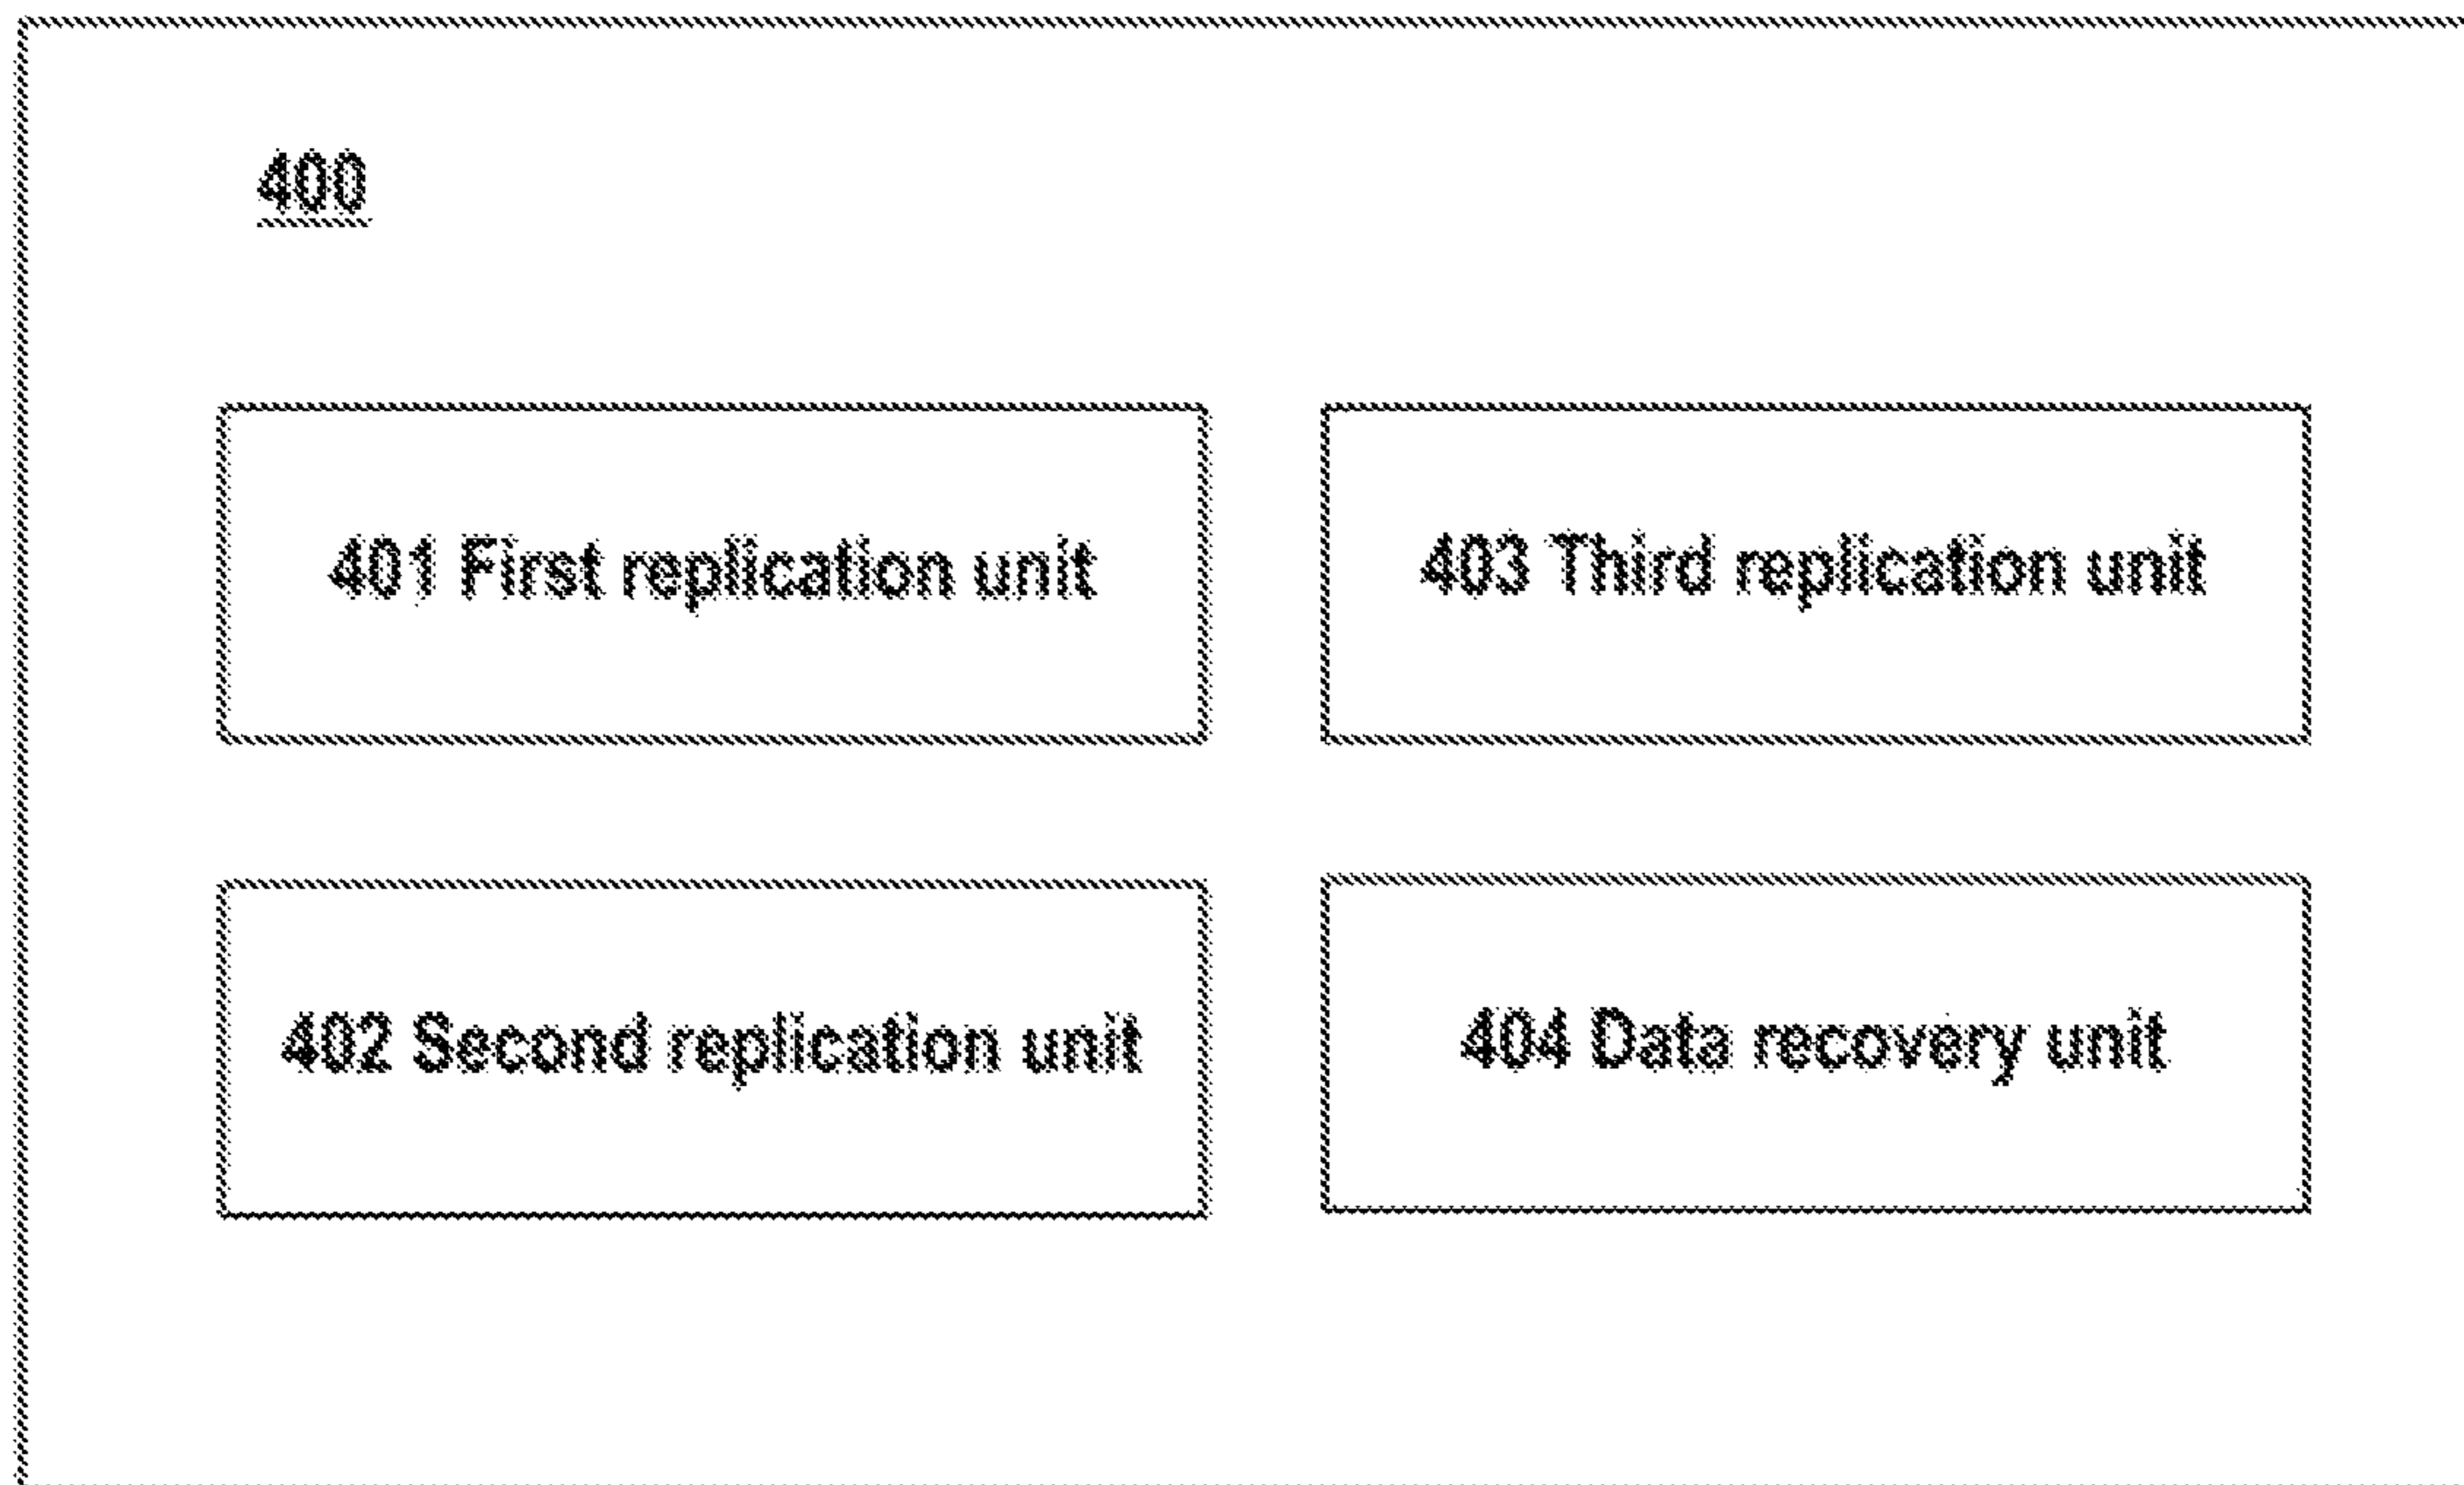 400
401 First replication unit
403 Third replication unit
402 Second replication unit
404 Data recovery unit